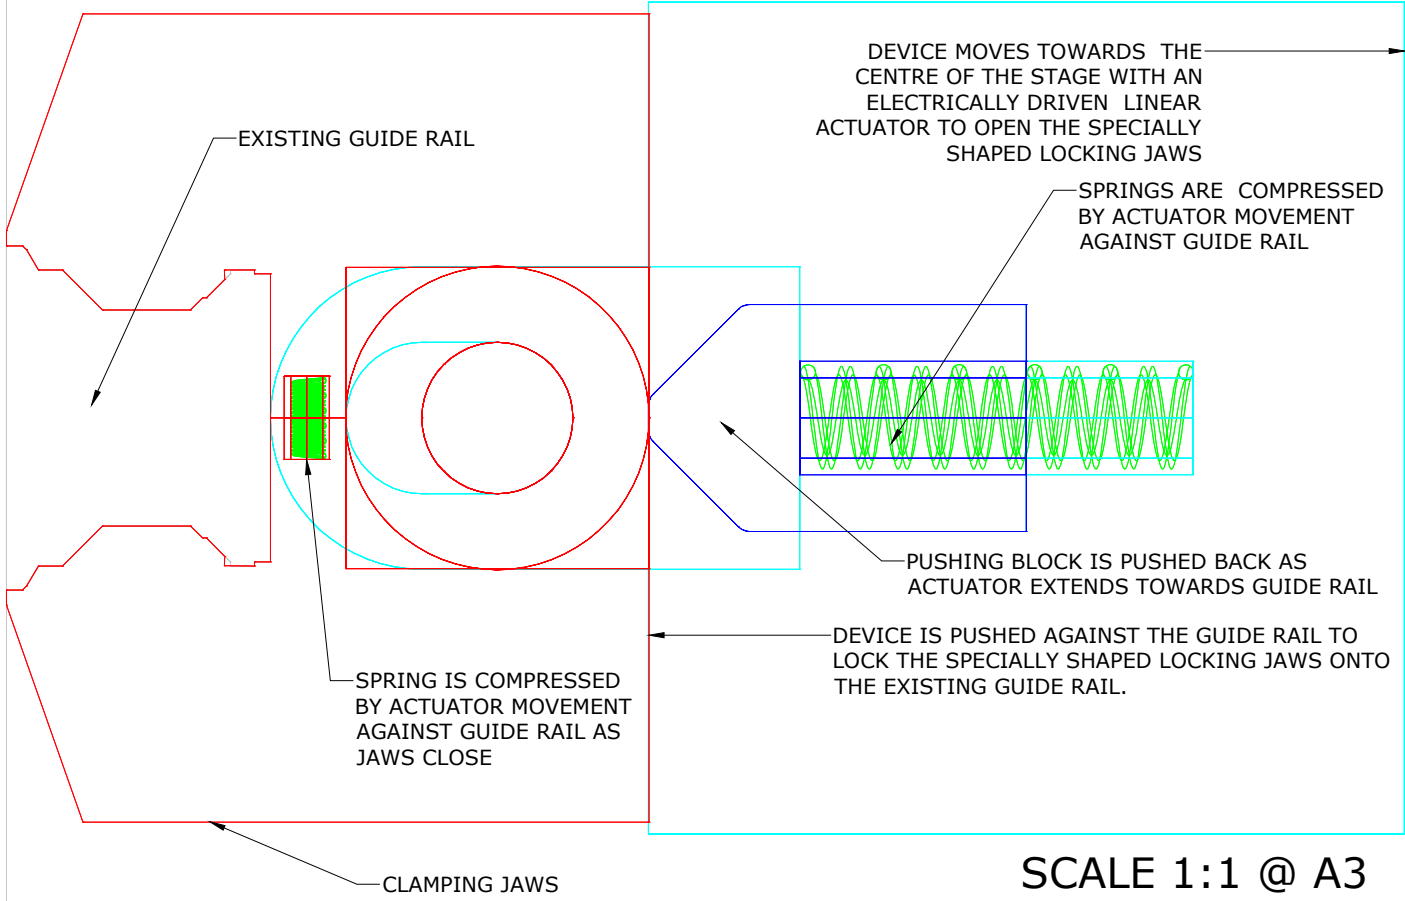 DEVICE MOVES TOWARDS THE
CENTRE OF THE STAGE WITH AN
ELECTRICALLY DRIVEN LINEAR
ACTUATOR TO OPEN THE SPECIALLY
SHAPED LOCKING JAWS
EXISTING GUIDE RAIL
SPRINGS ARE COMPRESSED
BY ACTUATOR MOVEMENT
AGAINST GUIDE RAIL
PUSHING BLOCK IS PUSHED BACK AS
ACTUATOR EXTENDS TOWARDS GUIDE RAIL
DEVICE IS PUSHED AGAINST THE GUIDE RAIL TO
LOCK THE SPECIALLY SHAPED LOCKING JAWS ONTO
THE EXISTING GUIDE RAIL.
SPRING IS COMPRESSED
BY ACTUATOR MOVEMENT
AGAINST GUIDE RAIL AS
JAWS CLOSE
CLAMPING JAWS
SCALE 1:1 @ A3